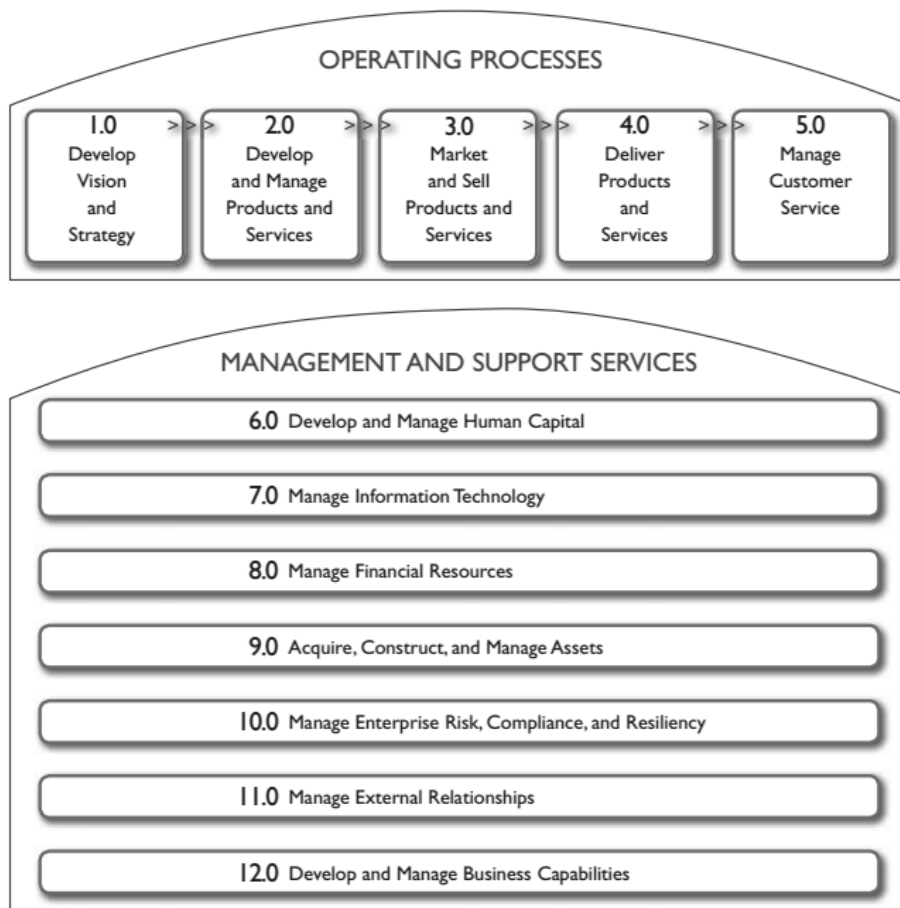 OPERATING PROCESSES
1.0 >>>
Develop
Vision
and
Strategy
2.0 >>>
Develop
and Manage
Products and
Services
3.0 >>>
Market
and Sell
Products and
Services
4.0 >>>
Deliver
Products
and
Services
5.0
Manage
Customer
Service
MANAGEMENT AND SUPPORT SERVICES
6.0 Develop and Manage Human Capital
7.0 Manage Information Technology
8.0 Manage Financial Resources
9.0 Acquire, Construct, and Manage Assets
10.0 Manage Enterprise Risk, Compliance, and Resiliency
11.0 Manage External Relationships
12.0 Develop and Manage Business Capabilities